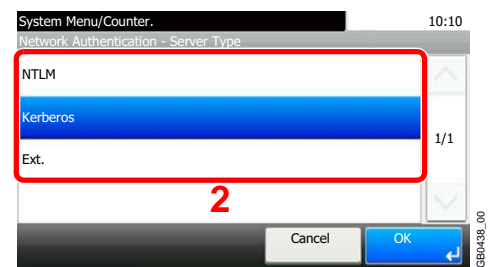 System Menu/Counter. 10:10
Network Authentication - Server Type
NTLM
Kerberos
1/1
Ext.
2
Cancel OK
GB0438_00